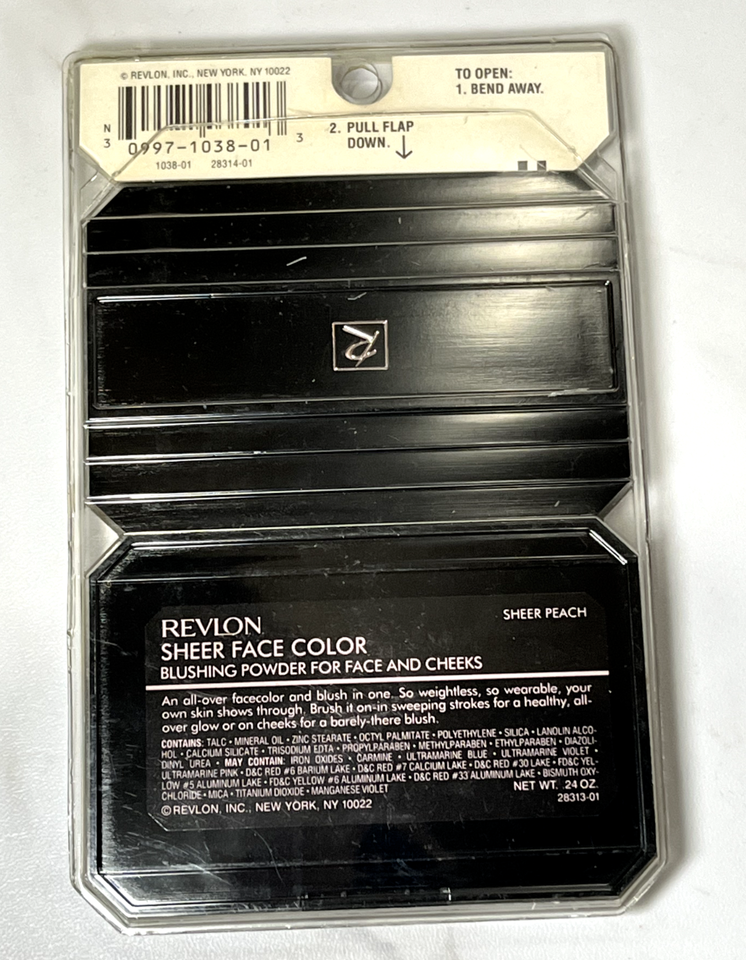 © REVLON, INC., NEW YORK, NY 10022
TO OPEN:
1. BEND AWAY.
2. PULL FLAP
DOWN.
N
3 0997-1038-01 3
1038-01 28314-01
R
SHEER PEACH
REVLON
SHEER FACE COLOR
BLUSHING POWDER FOR FACE AND CHEEKS
An all-over facecolor and blush in one. So weightless, so wearable, your
own skin shows through. Brush it on-in sweeping strokes for a healthy, all-
over glow or on cheeks for a barely-there blush.
CONTAINS: TALC • MINERAL OIL • ZINC STEARATE • OCTYL PALMITATE • POLYETHYLENE • SILICA • LANOLIN ALCO-
HOL • CALCIUM SILICATE • TRISODIUM EDTA • PROPYLPARABEN • METHYLPARABEN • ETHYLPARABEN • DIAZOLI-
DINYL UREA • MAY CONTAIN: IRON OXIDES • CARMINE • ULTRAMARINE BLUE • ULTRAMARINE VIOLET •
ULTRAMARINE PINK • D&C RED #6 BARIUM LAKE • D&C RED #7 CALCIUM LAKE • D&C RED #30 LAKE • FD&C YEL-
LOW #5 ALUMINUM LAKE • FD&C YELLOW #6 ALUMINUM LAKE • D&C RED #33 ALUMINUM LAKE • BISMUTH OXY-
CHLORIDE • MICA • TITANIUM DIOXIDE • MANGANESE VIOLET
NET WT. .24 OZ.
© REVLON, INC., NEW YORK, NY 10022
28313-01